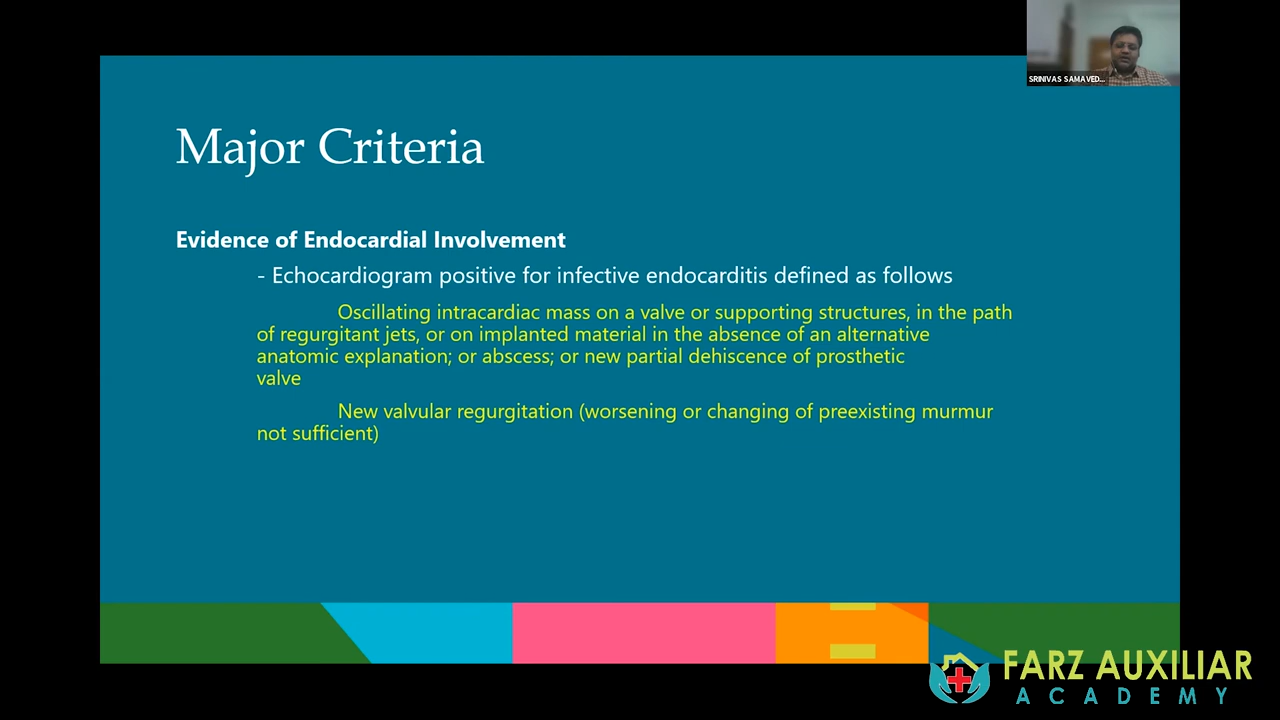 SRINIVAS SAMAVED...
Major Criteria
Evidence of Endocardial Involvement
- Echocardiogram positive for infective endocarditis defined as follows
Oscillating intracardiac mass on a valve or supporting structures, in the path
of regurgitant jets, or on implanted material in the absence of an alternative
anatomic explanation; or abscess; or new partial dehiscence of prosthetic
valve
New valvular regurgitation (worsening or changing of preexisting murmur
not sufficient)
FARZ AUXILIAR
ACADEMY